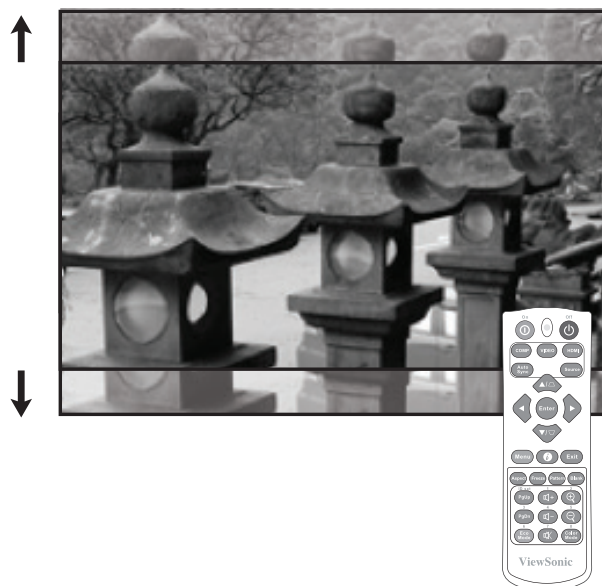 On
Off
COMP VIDEO HDMI
Auto
Sync
Source
Enter
Menu
Exit
Aspect Freeze Pattern Blank
PgUp
PgDn
Eco
Mode
Color
Mode
ViewSonic